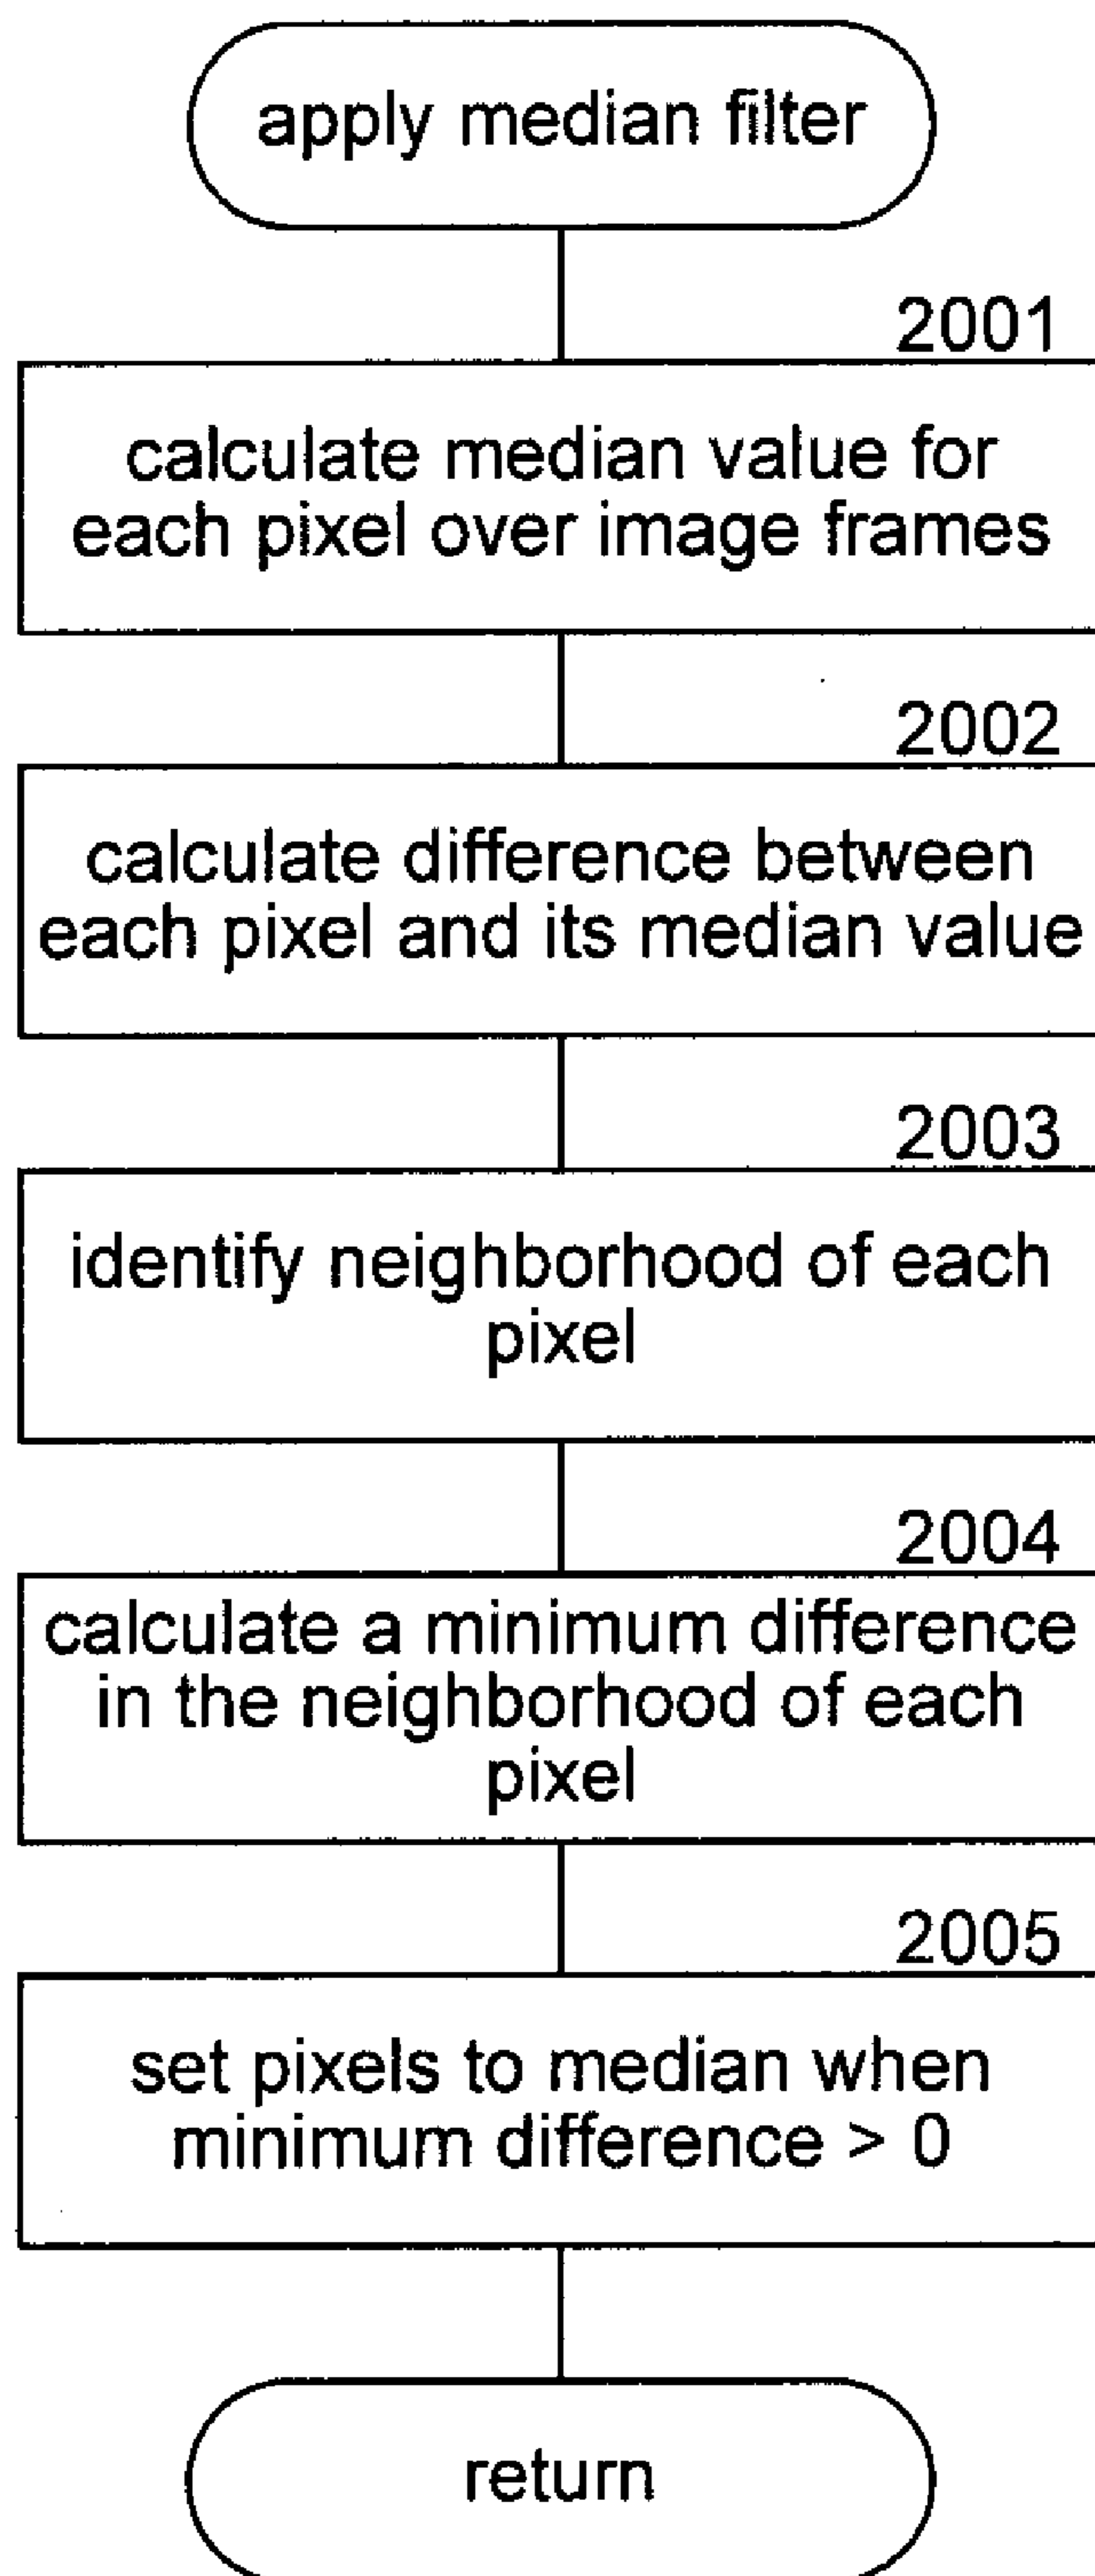 apply median filter
2001
calculate median value for
each pixel over image frames
2002
calculate difference between
each pixel and its median value
2003
identify neighborhood of each
pixel
2004
calculate a minimum difference
in the neighborhood of each
pixel
2005
set pixels to median when
minimum difference > 0
return